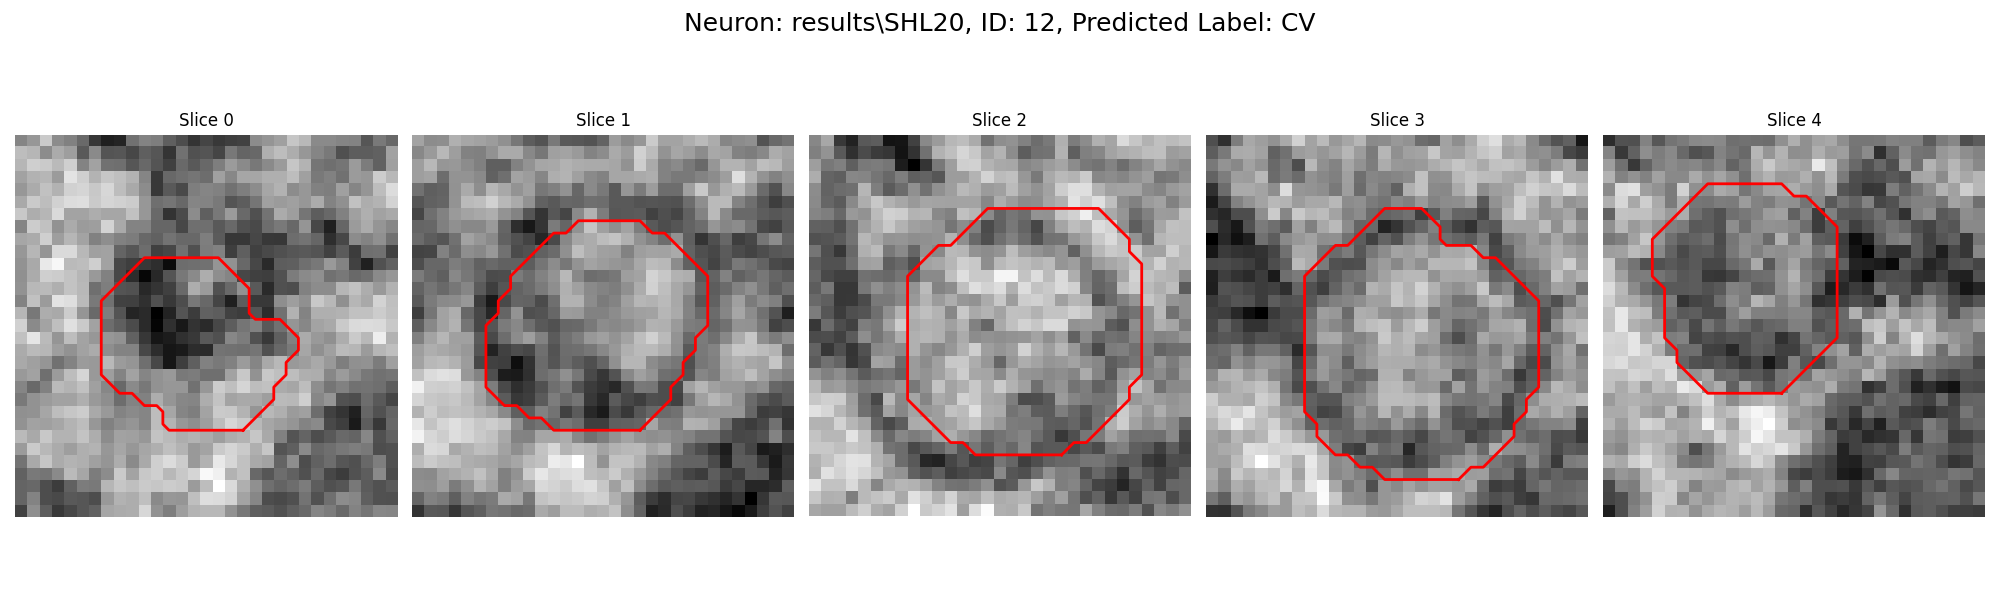 Neuron: results\SHL20, ID: 12, Predicted Label: CV
Slice 0
Slice 1
Slice 2
Slice 3
Slice 4